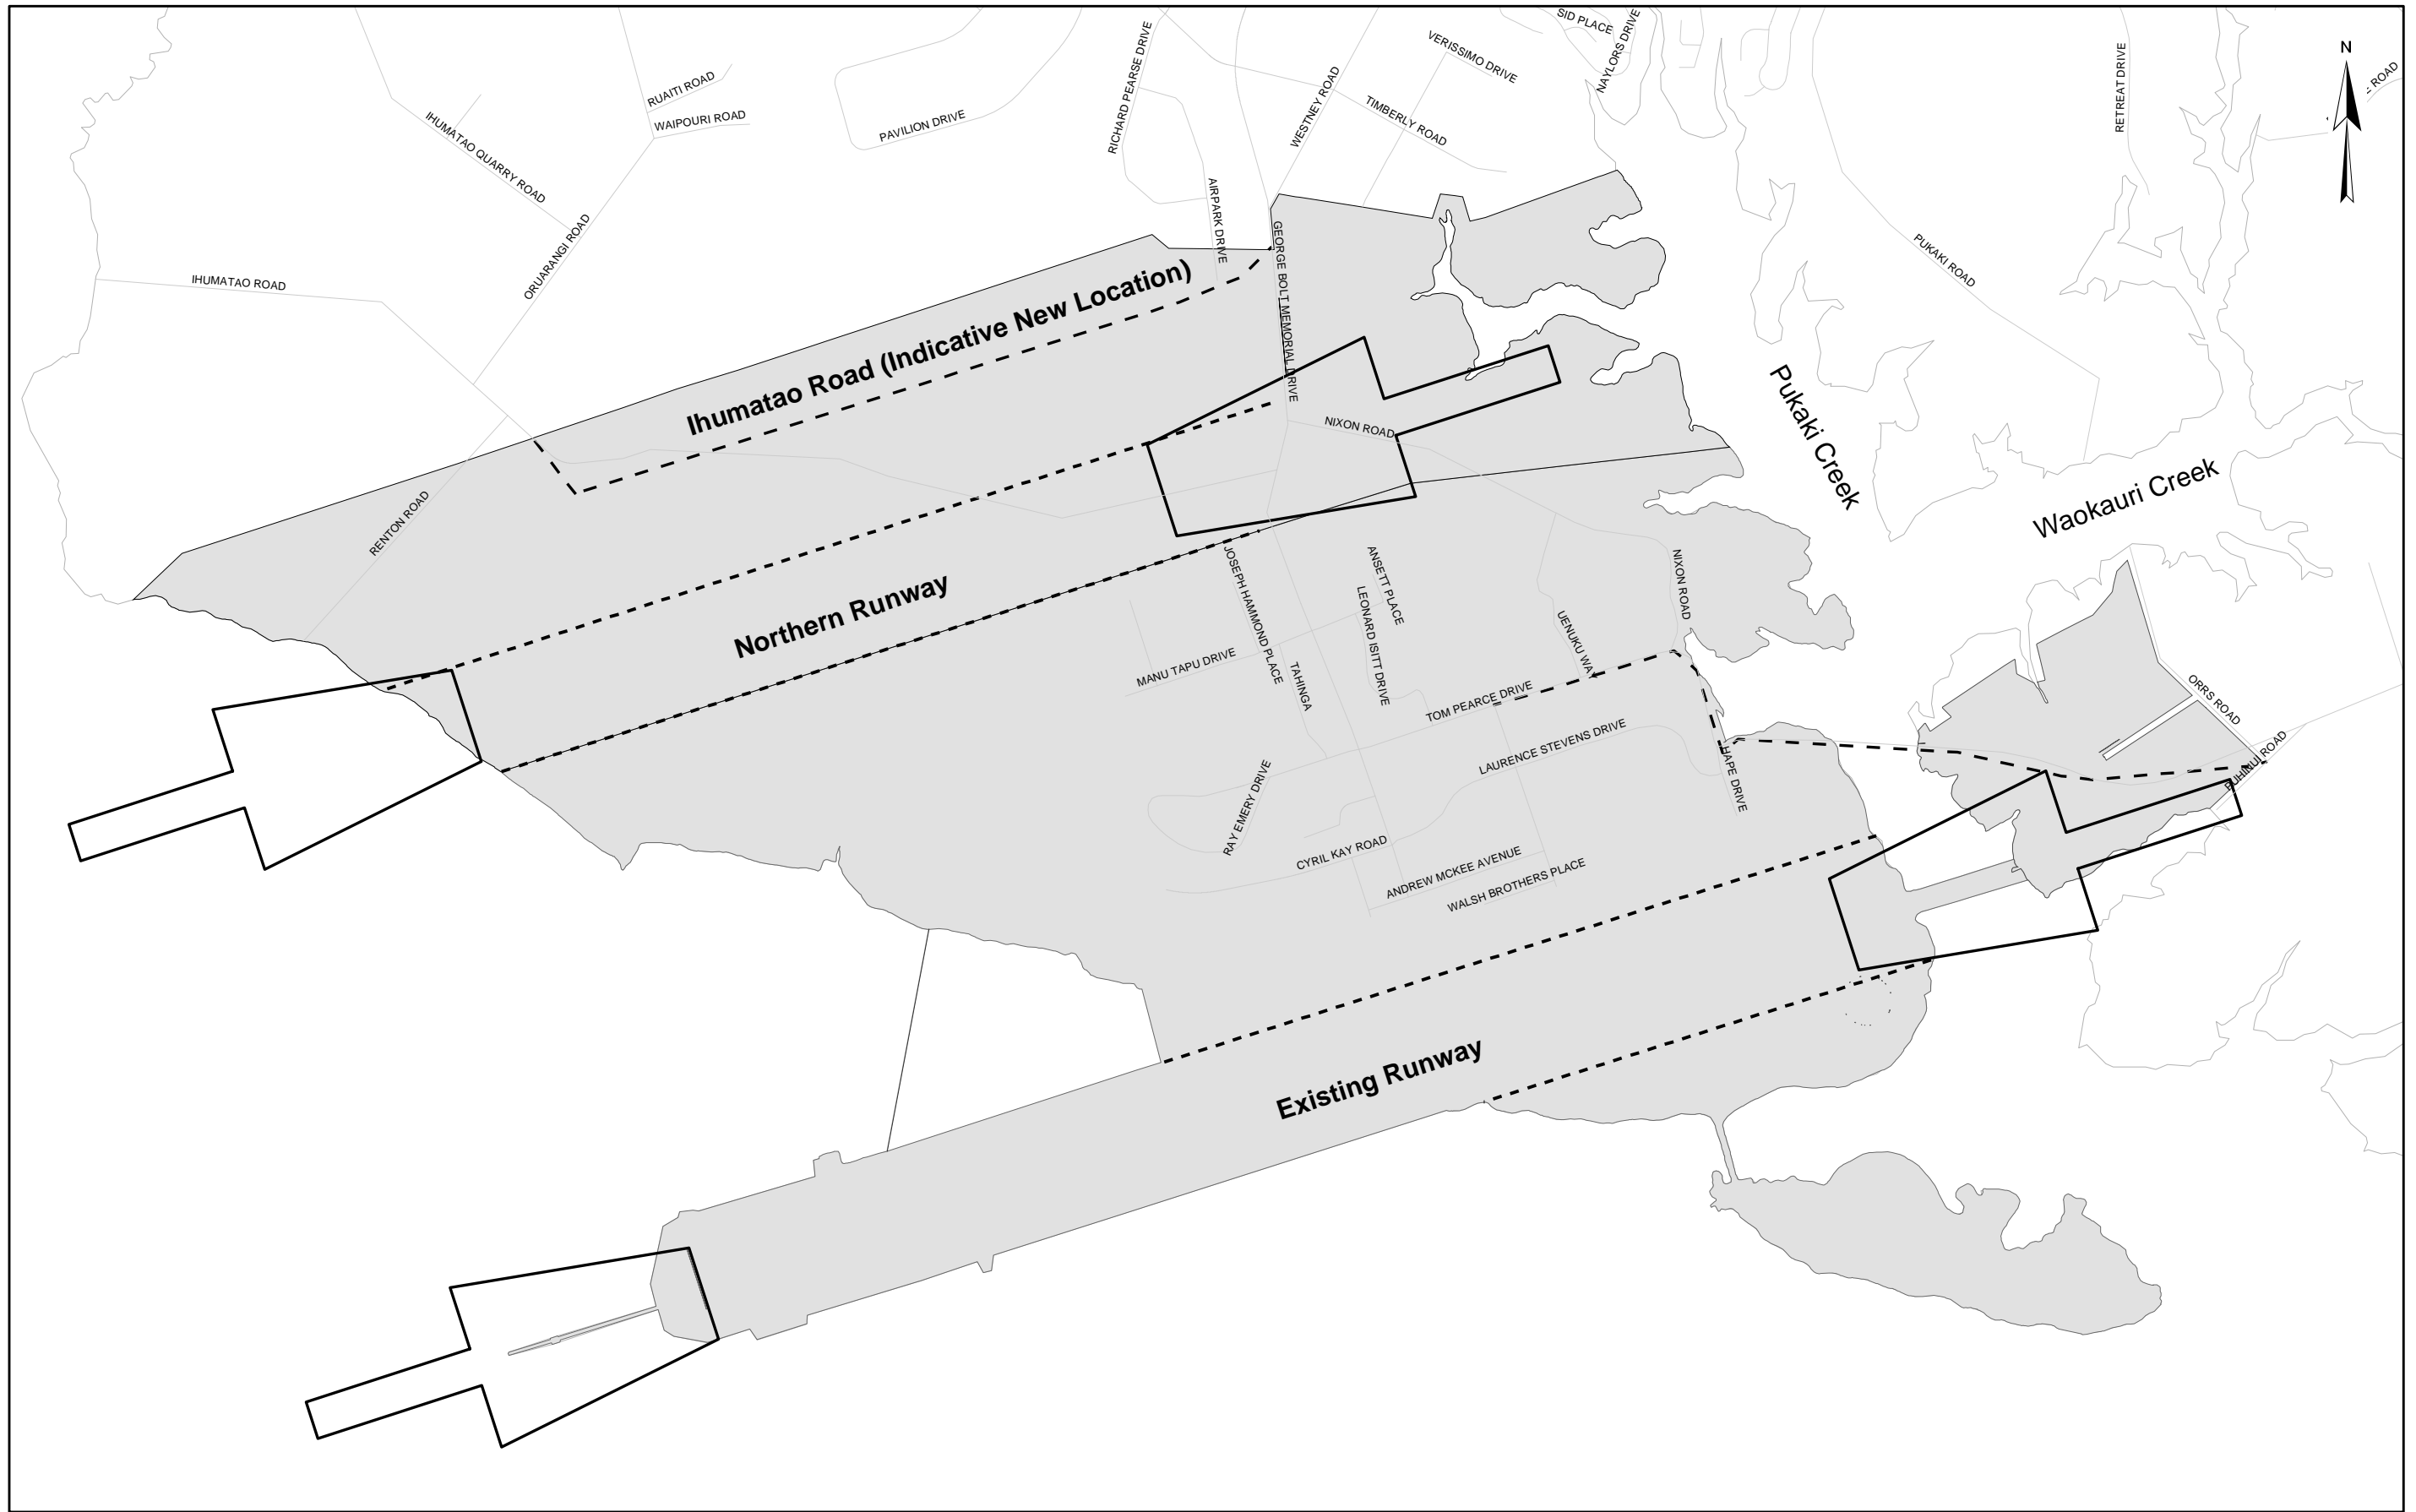 SID PLACE
NAYLORS DRIVE
VERISSIMO DRIVE
RICHARD PEARSE DRIVE
N
ROAD
RETREAT DRIVE
RUAITI ROAD
WAIPOURI ROAD
PAVILION DRIVE
WESTNEY ROAD
TIMBERLY ROAD
IHUMATAO QUARRY ROAD
AIRPARK DRIVE
ORUARANGI ROAD
PUKAKI ROAD
IHUMATAO ROAD
GEORGE BOLT MEMORIAL DRIVE
Ihumatao Road (Indicative New Location)
Pukaki Creek
NIXON ROAD
Waokauri Creek
RENTON ROAD
Northern Runway
JOSEPH HAMMOND PLACE
ANSETT PLACE
LEONARD ISITT DRIVE
NIXON ROAD
UENUKU WAY
MANU TAPU DRIVE
TAHINGA
TOM PEARCE DRIVE
ORRS ROAD
LAURENCE STEVENS DRIVE
HAPE DRIVE
PUHINUI ROAD
RAY EMERY DRIVE
CYRIL KAY ROAD
ANDREW MCKEE AVENUE
WALSH BROTHERS PLACE
Existing Runway